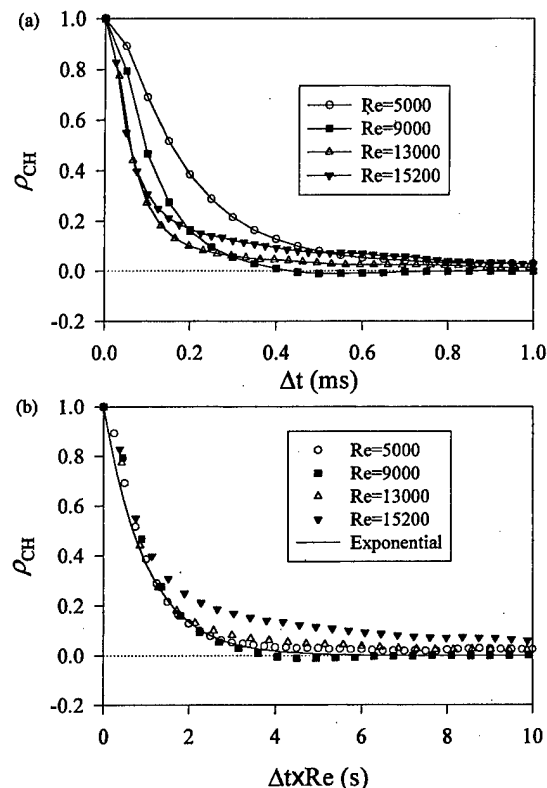 (a)
1.0
0.8
0.6
0.4
0.2
0.0
-0.2
ρCH
Re=5000
Re=9000
Re=13000
Re=15200
0.0 0.2 0.4 0.6 0.8 1.0
Δt (ms)
(b)
1.0
0.8
0.6
0.4
0.2
0.0
-0.2
ρCH
Re=5000
Re=9000
Re=13000
Re=15200
Exponential
0 2 4 6 8 10
ΔtxRe (s)